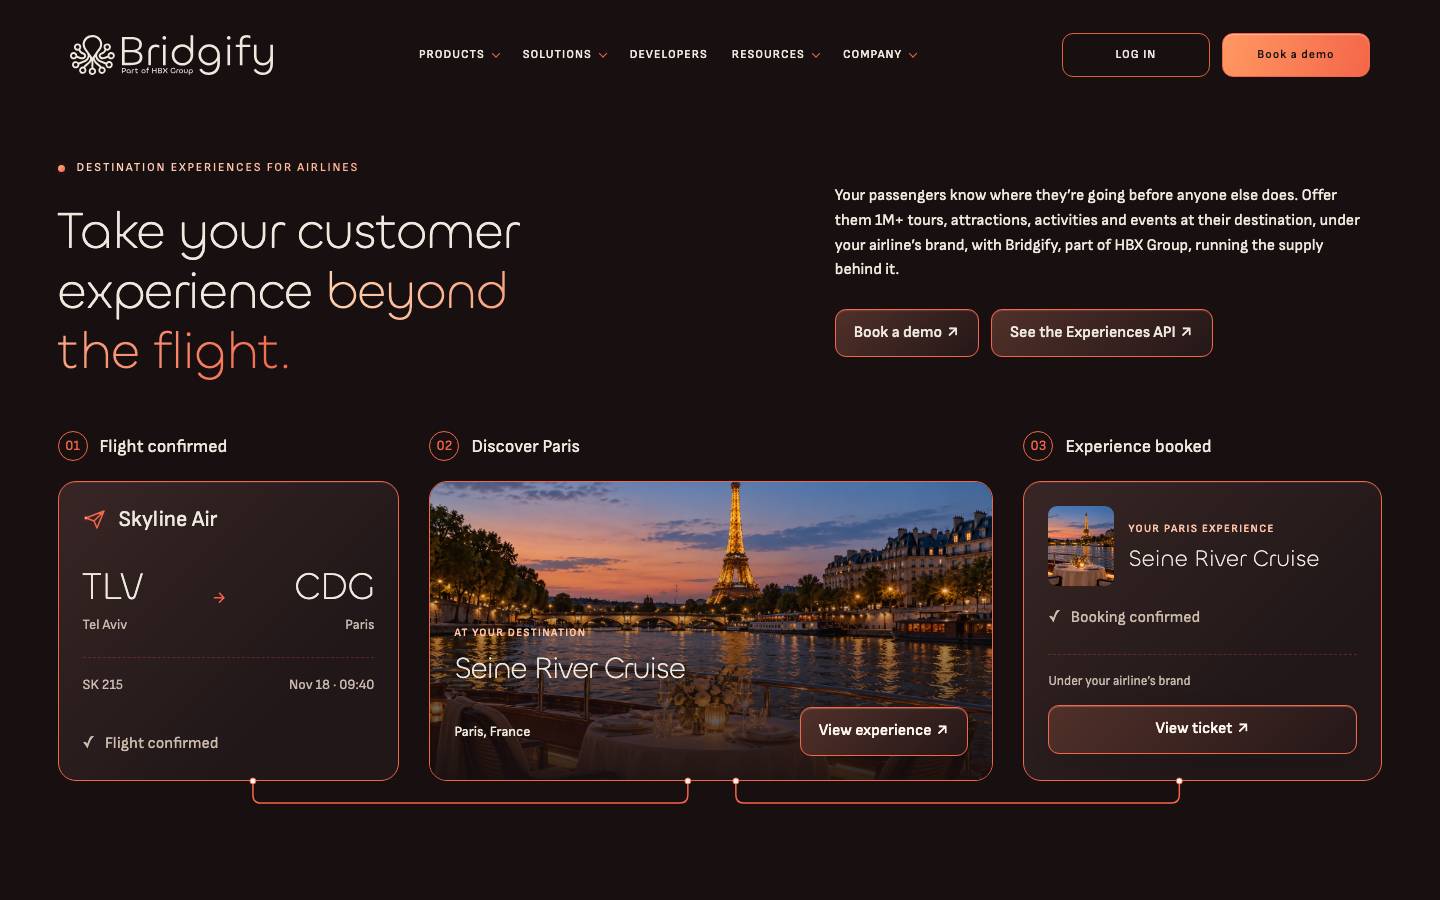 Bridgify
Part of HBX Group
PRODUCTS
SOLUTIONS
DEVELOPERS
RESOURCES
COMPANY
LOG IN
Book a demo
DESTINATION EXPERIENCES FOR AIRLINES
Take your customer
experience beyond
the flight.
Your passengers know where they’re going before anyone else does. Offer
them 1M+ tours, attractions, activities and events at their destination, under
your airline’s brand, with Bridgify, part of HBX Group, running the supply
behind it.
Book a demo
See the Experiences API
01 Flight confirmed
Skyline Air
TLV → CDG
Tel Aviv Paris
SK 215 Nov 18 · 09:40
✓ Flight confirmed
02 Discover Paris
AT YOUR DESTINATION
Seine River Cruise
Paris, France
View experience
03 Experience booked
YOUR PARIS EXPERIENCE
Seine River Cruise
✓ Booking confirmed
Under your airline’s brand
View ticket